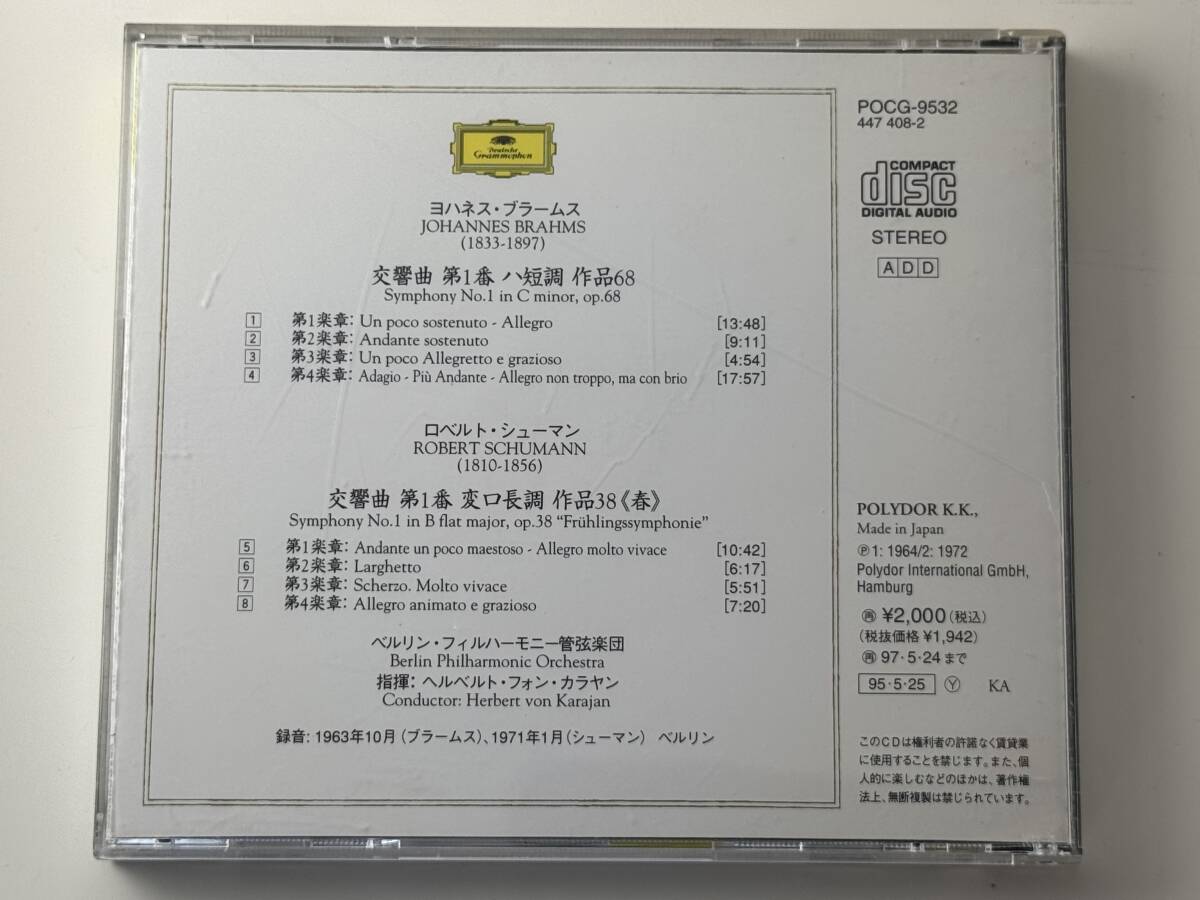 Deutsche
Grammophon
ヨハネス・ブラームス
JOHANNES BRAHMS
(1833-1897)
交響曲 第1番 ハ短調 作品68
Symphony No.1 in C minor, op.68
1 第1楽章: Un poco sostenuto - Allegro [13:48]
2 第2楽章: Andante sostenuto [9:11]
3 第3楽章: Un poco Allegretto e grazioso [4:54]
4 第4楽章: Adagio - Più Andante - Allegro non troppo, ma con brio [17:57]
ロベルト・シューマン
ROBERT SCHUMANN
(1810-1856)
交響曲 第1番 変ロ長調 作品38《春》
Symphony No.1 in B flat major, op.38 “Frühlingssymphonie”
5 第1楽章: Andante un poco maestoso - Allegro molto vivace [10:42]
6 第2楽章: Larghetto [6:17]
7 第3楽章: Scherzo. Molto vivace [5:51]
8 第4楽章: Allegro animato e grazioso [7:20]
ベルリン・フィルハーモニー管弦楽団
Berlin Philharmonic Orchestra
指揮: ヘルベルト・フォン・カラヤン
Conductor: Herbert von Karajan
録音: 1963年10月(ブラームス)、1971年1月(シューマン) ベルリン
POCG-9532
447 408-2
COMPACT
disc
DIGITAL AUDIO
STEREO
A D D
POLYDOR K.K.,
Made in Japan
℗1: 1964/2: 1972
Polydor International GmbH,
Hamburg
㊢¥2,000(税込)
(税抜価格¥1,942)
97・5・24まで
95・5・25 Ⓨ KA
このCDは権利者の許諾なく賃貸業
に使用することを禁じます。また、個
人的に楽しむなどのほかは、著作権
法上、無断複製は禁じられています。